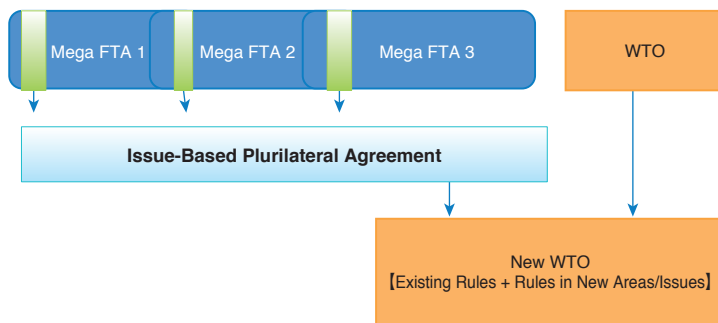 Mega FTA 1
Mega FTA 2
Mega FTA 3
WTO
Issue-Based Plurilateral Agreement
New WTO
【Existing Rules + Rules in New Areas/Issues】